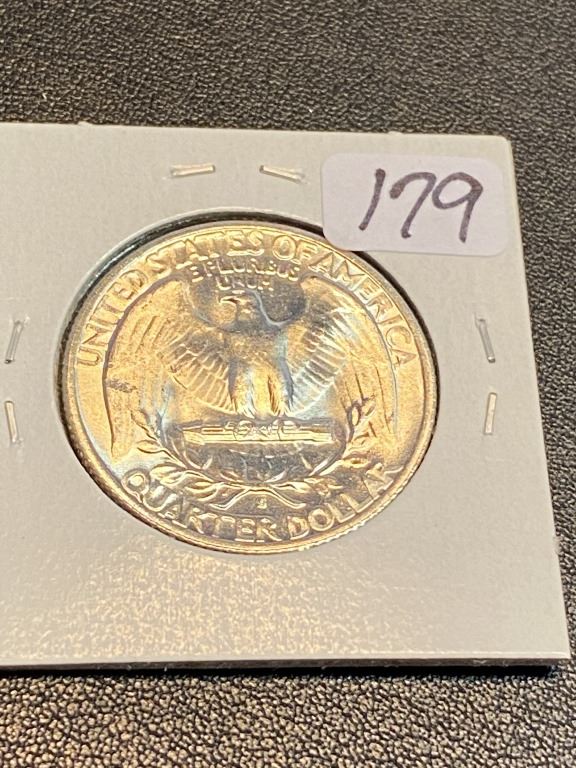 179
UNITED STATES OF AMERICA
E PLURIBUS
UNUM
S
QUARTER DOLLAR